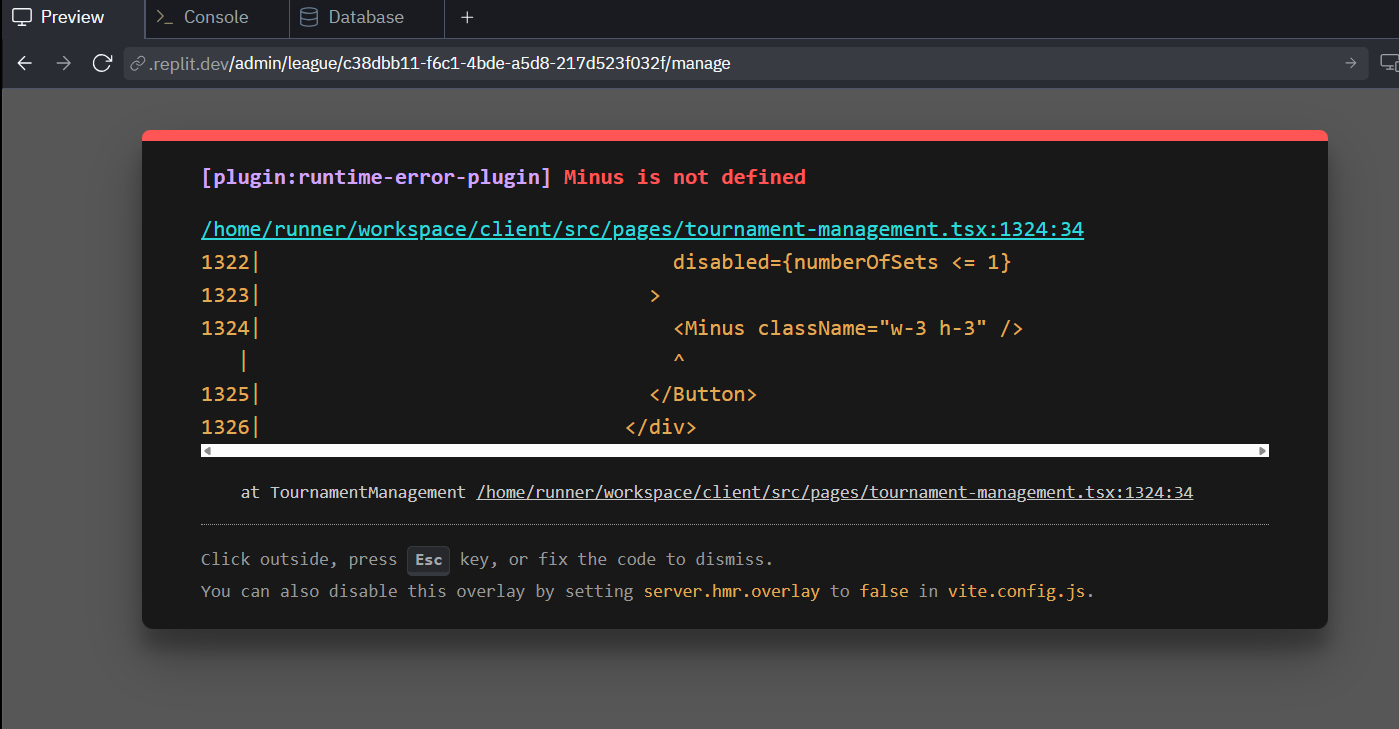 Preview
Console
Database
+
.replit.dev/admin/league/c38dbb11-f6c1-4bde-a5d8-217d523f032f/manage
[plugin:runtime-error-plugin] Minus is not defined
/home/runner/workspace/client/src/pages/tournament-management.tsx:1324:34
1322|                                  disabled={numberOfSets <= 1}
1323|                                >
1324|                                  <Minus className="w-3 h-3" />
   |                                  ^
1325|                                </Button>
1326|                              </div>
at TournamentManagement /home/runner/workspace/client/src/pages/tournament-management.tsx:1324:34
Click outside, press Esc key, or fix the code to dismiss.
You can also disable this overlay by setting server.hmr.overlay to false in vite.config.js.